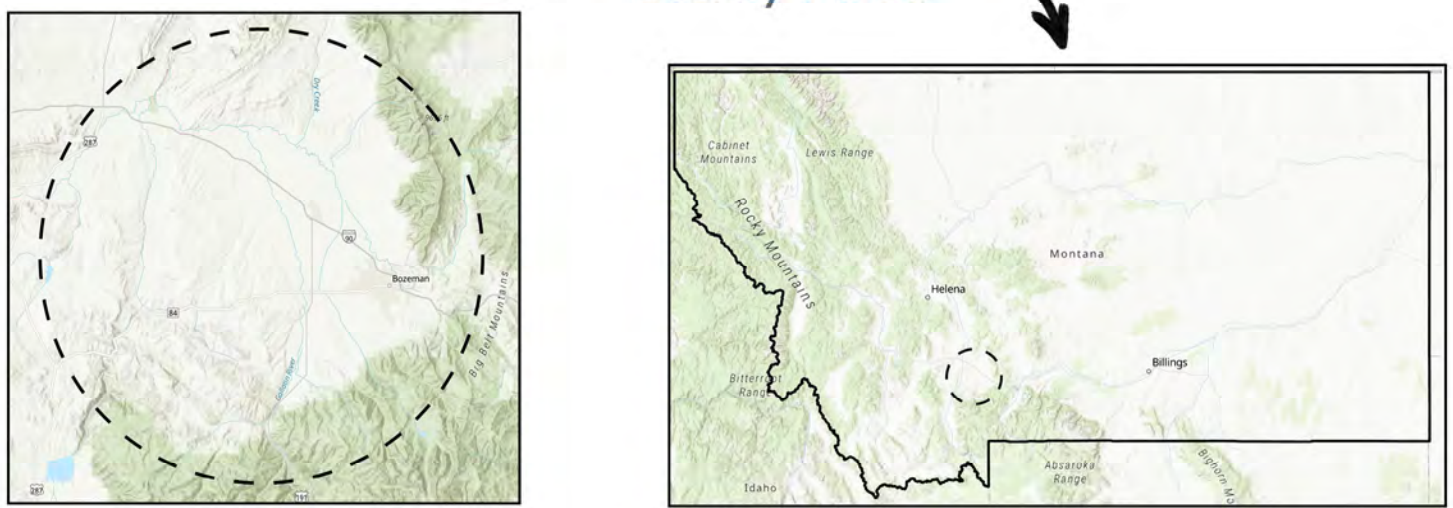 Dry Creek
287
90
Bozeman
84
Big Belt Mountains
Gallatin River
287
191
Cabinet
Mountains
Lewis Range
Rocky Mountains
Montana
Helena
Billings
Bitterroot
Range
Idaho
Absaroka
Range
Bighorn Mo